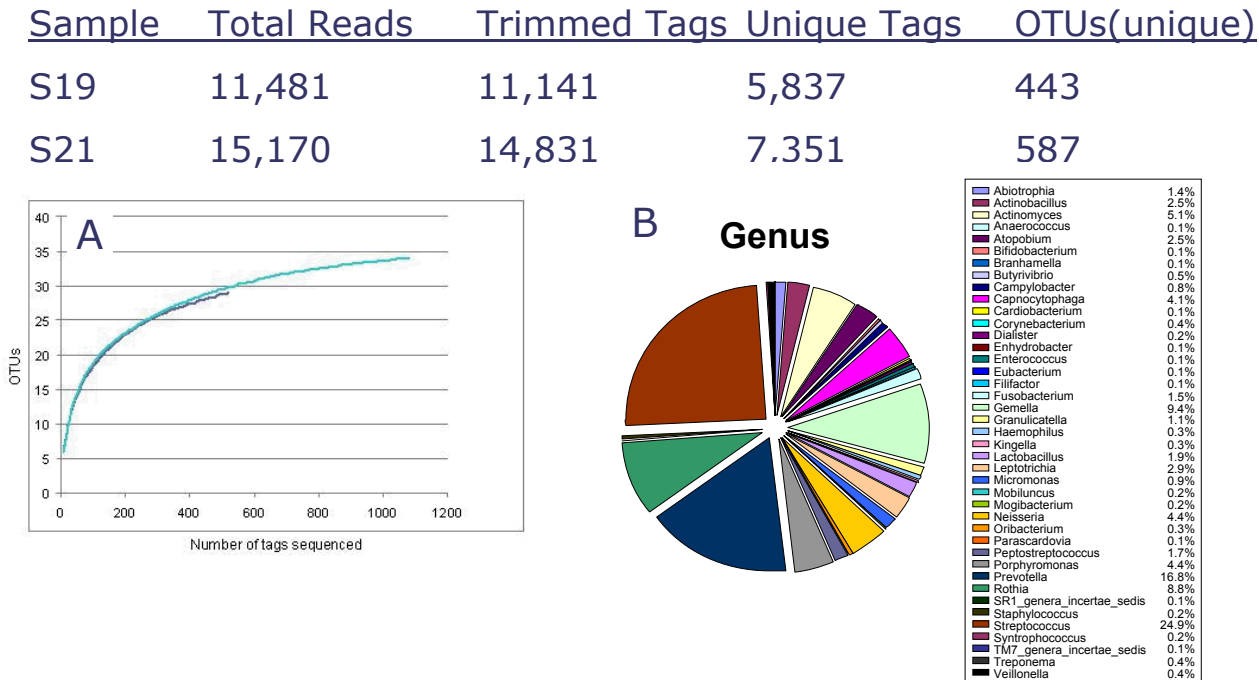 Sample Total Reads Trimmed Tags Unique Tags OTUs(unique)
S19 11,481 11,141 5,837 443
S21 15,170 14,831 7,351 587
A
40
35
30
25
20
15
10
5
0
OTUs
0 200 400 600 800 1000 1200
Number of tags sequenced
B
Genus
Abiotrophia 1.4%
Actinobacillus 2.5%
Actinomyces 5.1%
Anaerococcus 0.1%
Atopobium 2.5%
Bifidobacterium 0.1%
Branhamella 0.1%
Butyrivibrio 0.5%
Campylobacter 0.8%
Capnocytophaga 4.1%
Cardiobacterium 0.1%
Corynebacterium 0.4%
Dialister 0.2%
Enhydrobacter 0.1%
Enterococcus 0.1%
Eubacterium 0.1%
Filifactor 0.1%
Fusobacterium 1.5%
Gemella 9.4%
Granulicatella 1.1%
Haemophilus 0.3%
Kingella 0.3%
Lactobacillus 1.9%
Leptotrichia 2.9%
Micromonas 0.9%
Mobiluncus 0.2%
Mogibacterium 0.2%
Neisseria 4.4%
Oribacterium 0.3%
Parascardovia 0.1%
Peptostreptococcus 1.7%
Porphyromonas 4.4%
Prevotella 16.8%
Rothia 8.8%
SR1_genera_incertae_sedis 0.1%
Staphylococcus 0.2%
Streptococcus 24.9%
Syntrophococcus 0.2%
TM7_genera_incertae_sedis 0.1%
Treponema 0.4%
Veillonella 0.4%